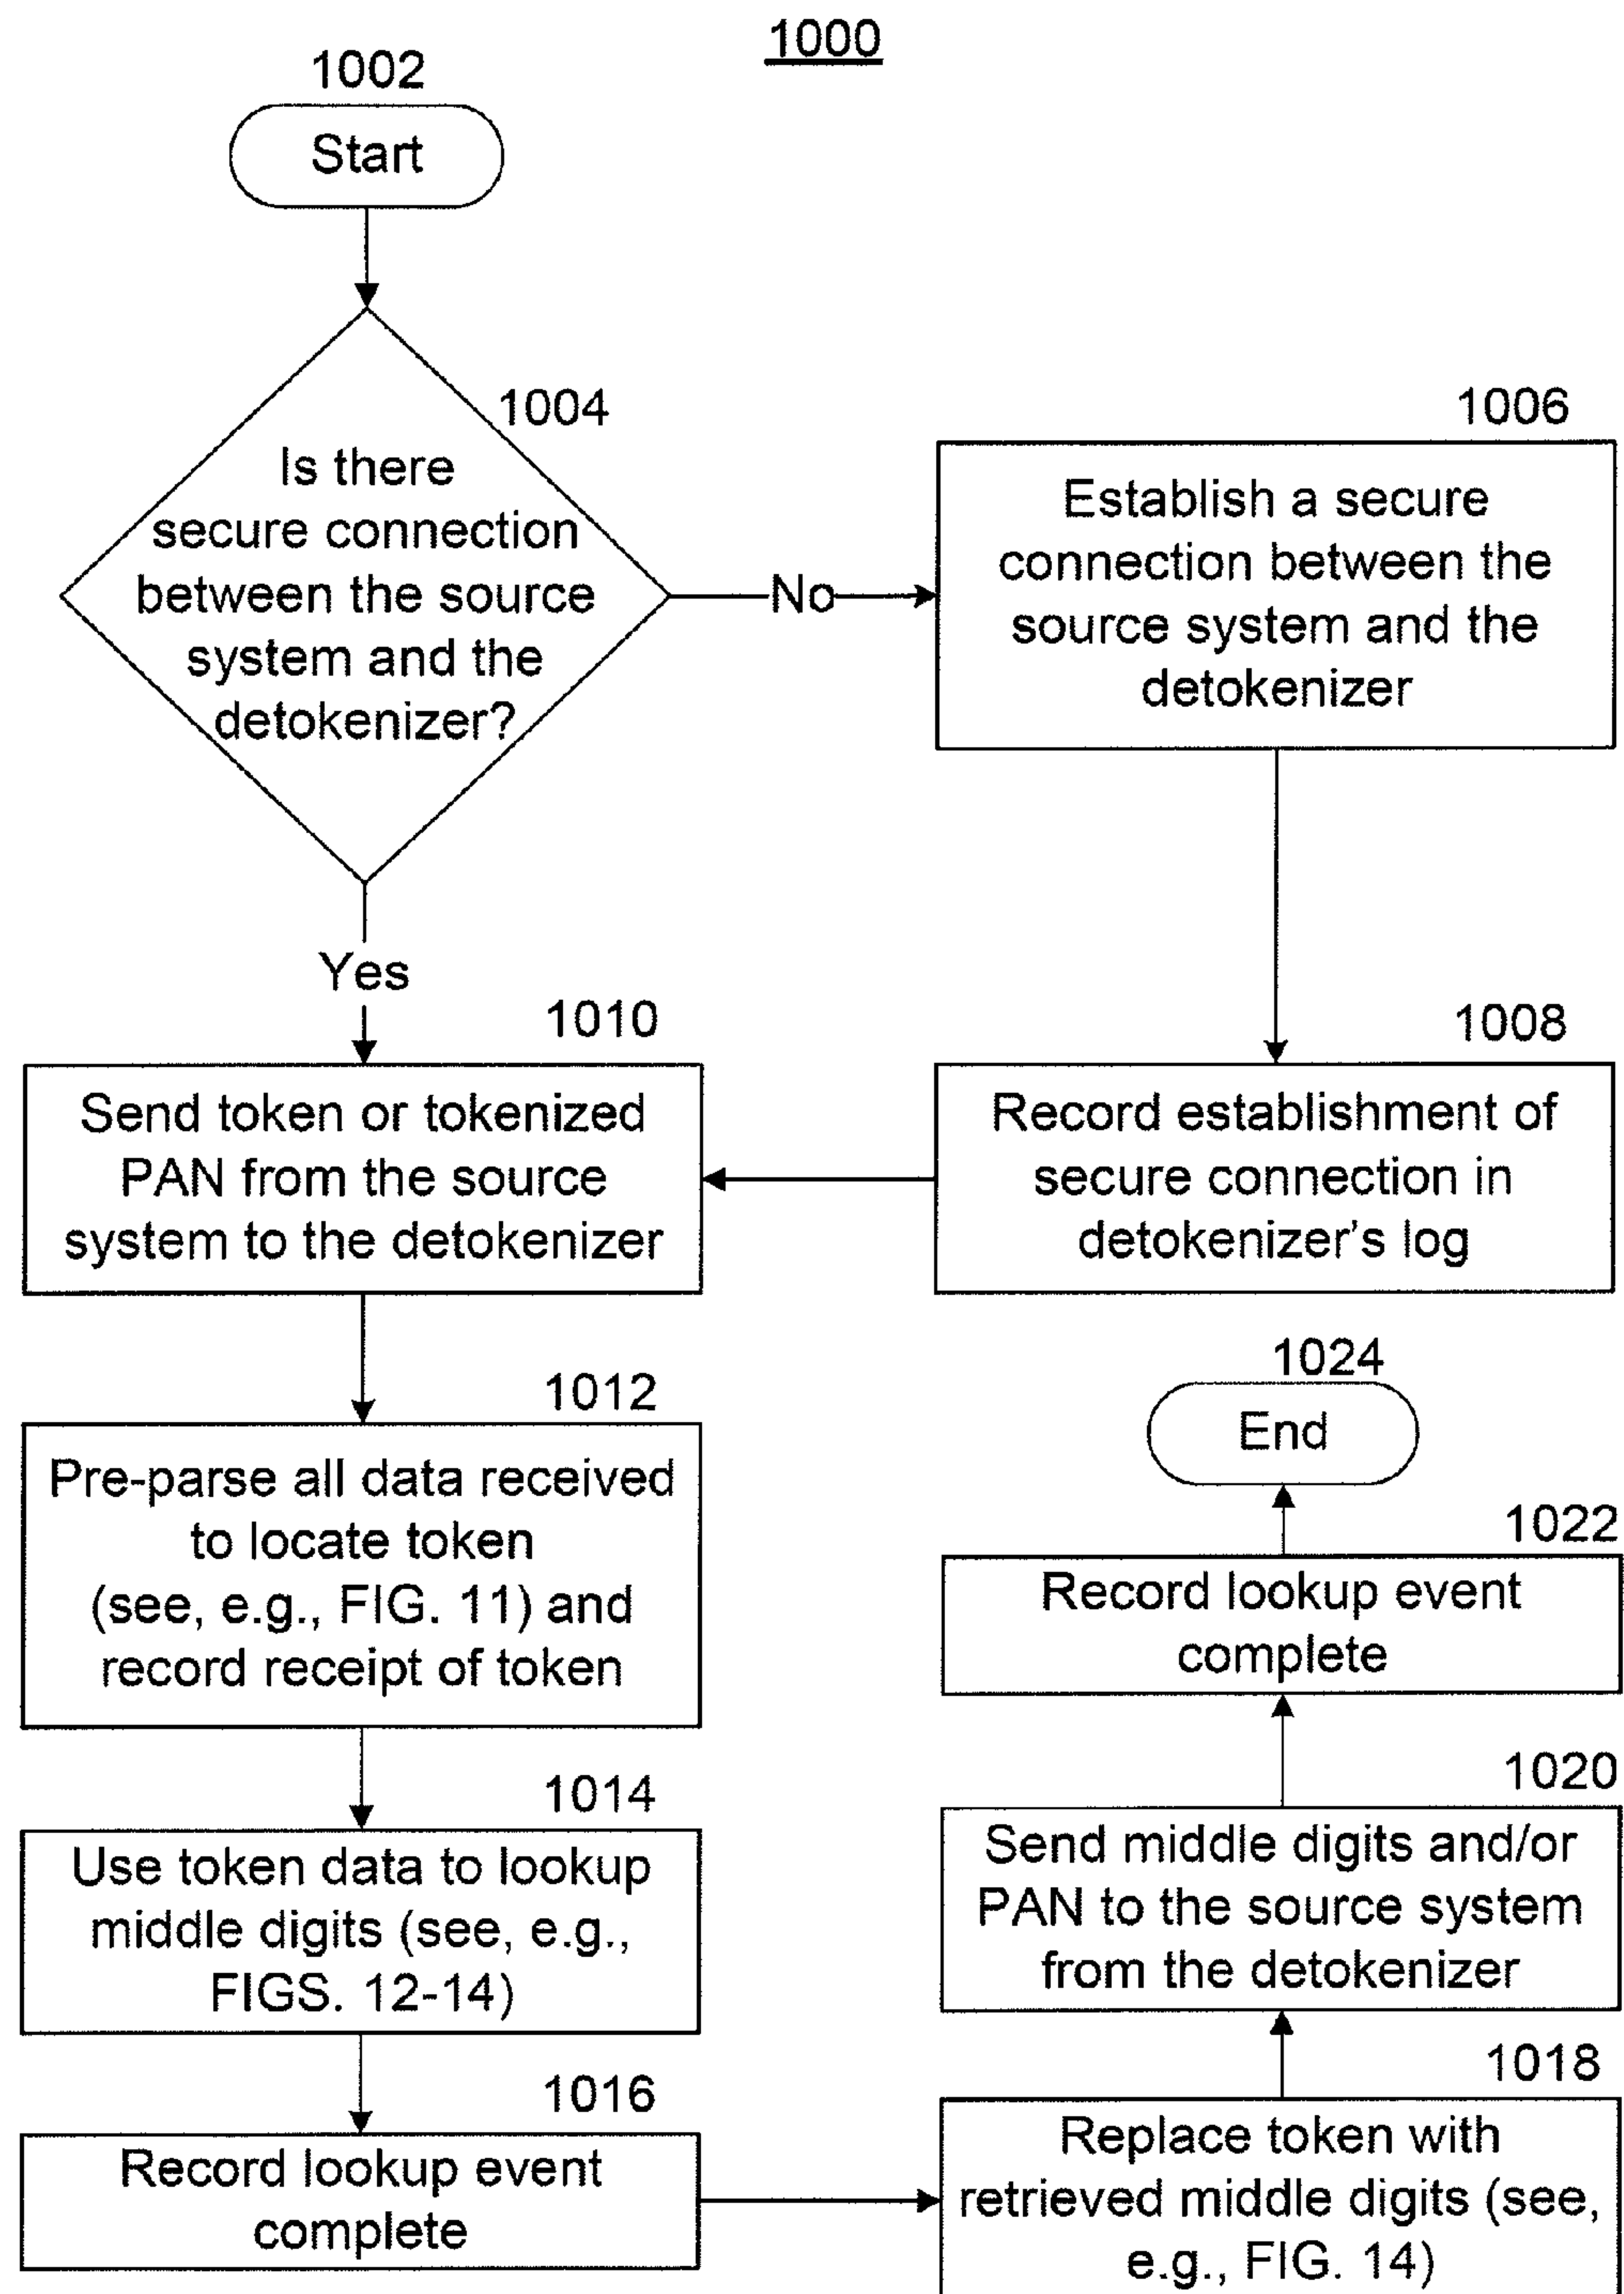 1000
1002
Start
1004
Is there
secure connection
between the source
system and the
detokenizer?
No
1006
Establish a secure
connection between the
source system and the
detokenizer
Yes
1008
Record establishment of
secure connection in
detokenizer's log
1010
Send token or tokenized
PAN from the source
system to the detokenizer
1012
Pre-parse all data received
to locate token
(see, e.g., FIG. 11) and
record receipt of token
1014
Use token data to lookup
middle digits (see, e.g.,
FIGS. 12-14)
1016
Record lookup event
complete
1018
Replace token with
retrieved middle digits (see,
e.g., FIG. 14)
1020
Send middle digits and/or
PAN to the source system
from the detokenizer
1022
Record lookup event
complete
1024
End